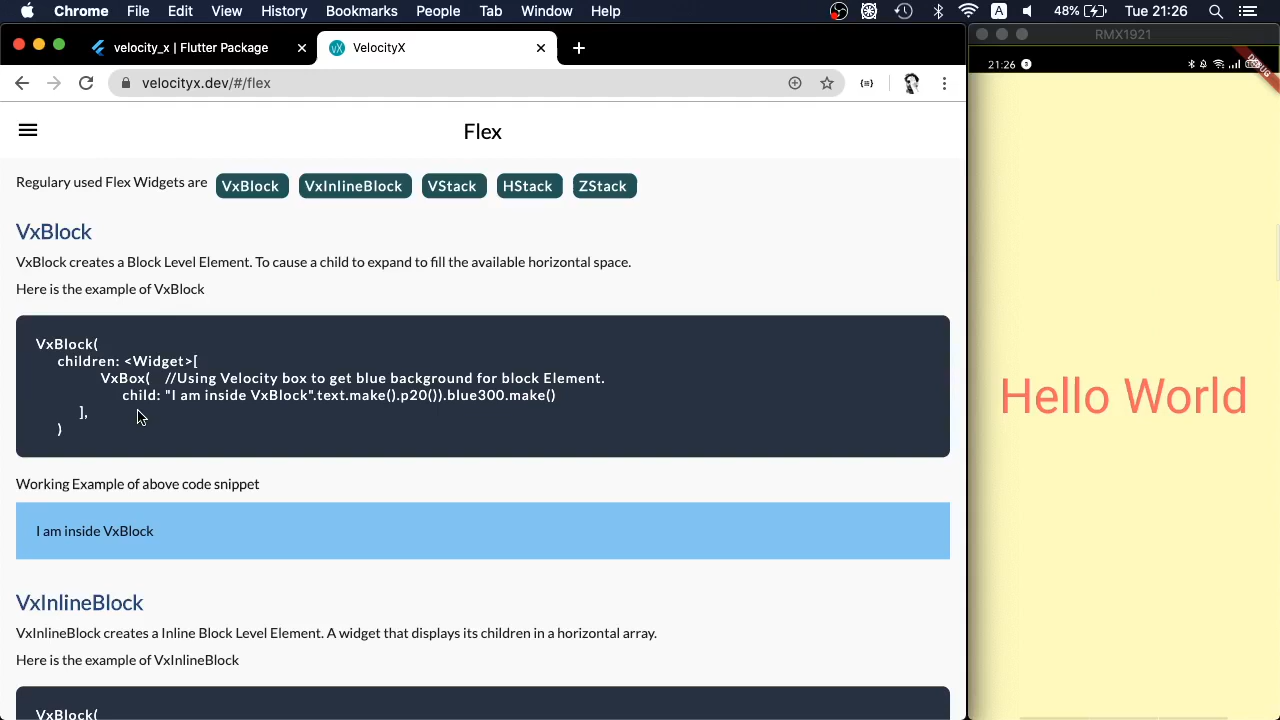 Chrome File Edit View History Bookmarks People Tab Window Help A 48% Tue 21:26
velocity_x | Flutter Package
vx VelocityX
RMX1921
velocityx.dev/#/flex
21:26
DEBUG
Flex
Regulary used Flex Widgets are VxBlock VxInlineBlock VStack HStack ZStack
VxBlock
VxBlock creates a Block Level Element. To cause a child to expand to fill the available horizontal space.
Here is the example of VxBlock
VxBlock(
children: <Widget>[
VxBox( //Using Velocity box to get blue background for block Element.
child: "I am inside VxBlock".text.make().p20()).blue300.make()
],
)
Hello World
Working Example of above code snippet
I am inside VxBlock
VxInlineBlock
VxInlineBlock creates a Inline Block Level Element. A widget that displays its children in a horizontal array.
Here is the example of VxInlineBlock
VxBlock(